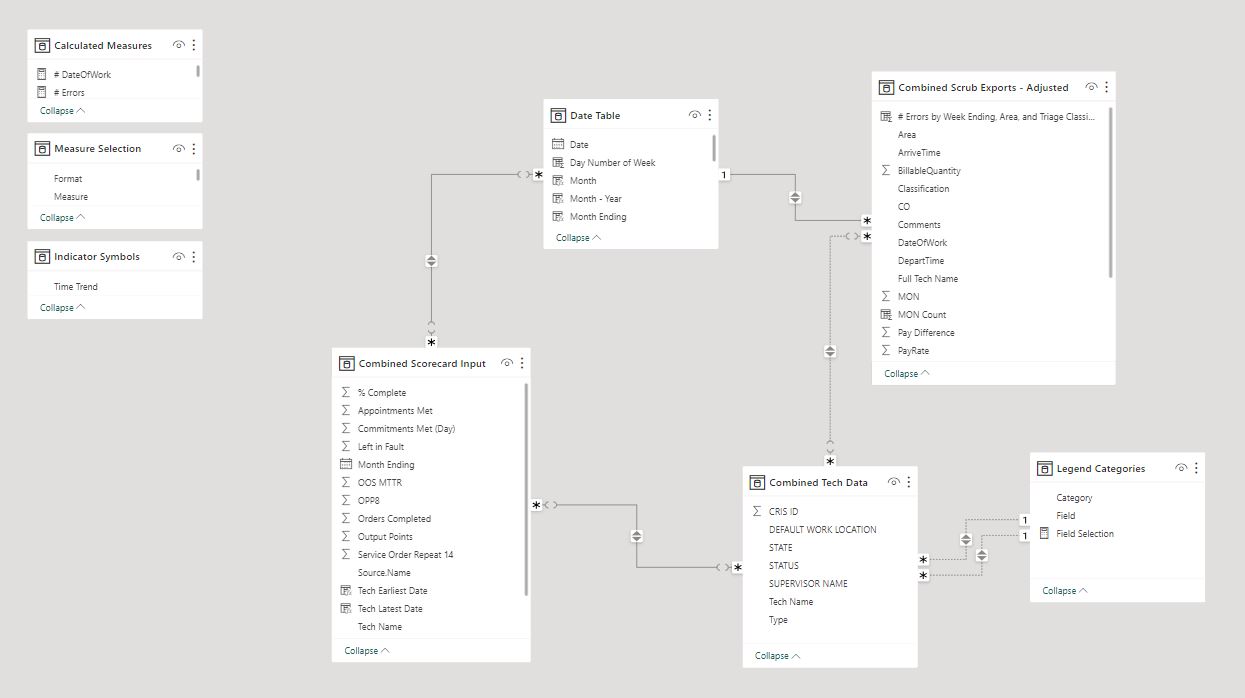 Calculated Measures
# DateOfWork
# Errors
Collapse
Measure Selection
Format
Measure
Collapse
Indicator Symbols
Time Trend
Collapse
Date Table
Date
Day Number of Week
Month
Month - Year
Month Ending
Collapse
1
*
*
*
Combined Scrub Exports - Adjusted
# Errors by Week Ending, Area, and Triage Classi...
Area
ArriveTime
BillableQuantity
Classification
CO
Comments
DateOfWork
DepartTime
Full Tech Name
MON
MON Count
Pay Difference
PayRate
Collapse
*
*
Combined Scorecard Input
% Complete
Appointments Met
Commitments Met (Day)
Left in Fault
Month Ending
OOS MTTR
OPP8
Orders Completed
Output Points
Service Order Repeat 14
Source.Name
Tech Earliest Date
Tech Latest Date
Tech Name
Collapse
*
*
*
Combined Tech Data
CRIS ID
DEFAULT WORK LOCATION
STATE
STATUS
SUPERVISOR NAME
Tech Name
Type
Collapse
*
*
1
1
Legend Categories
Category
Field
Field Selection
Collapse